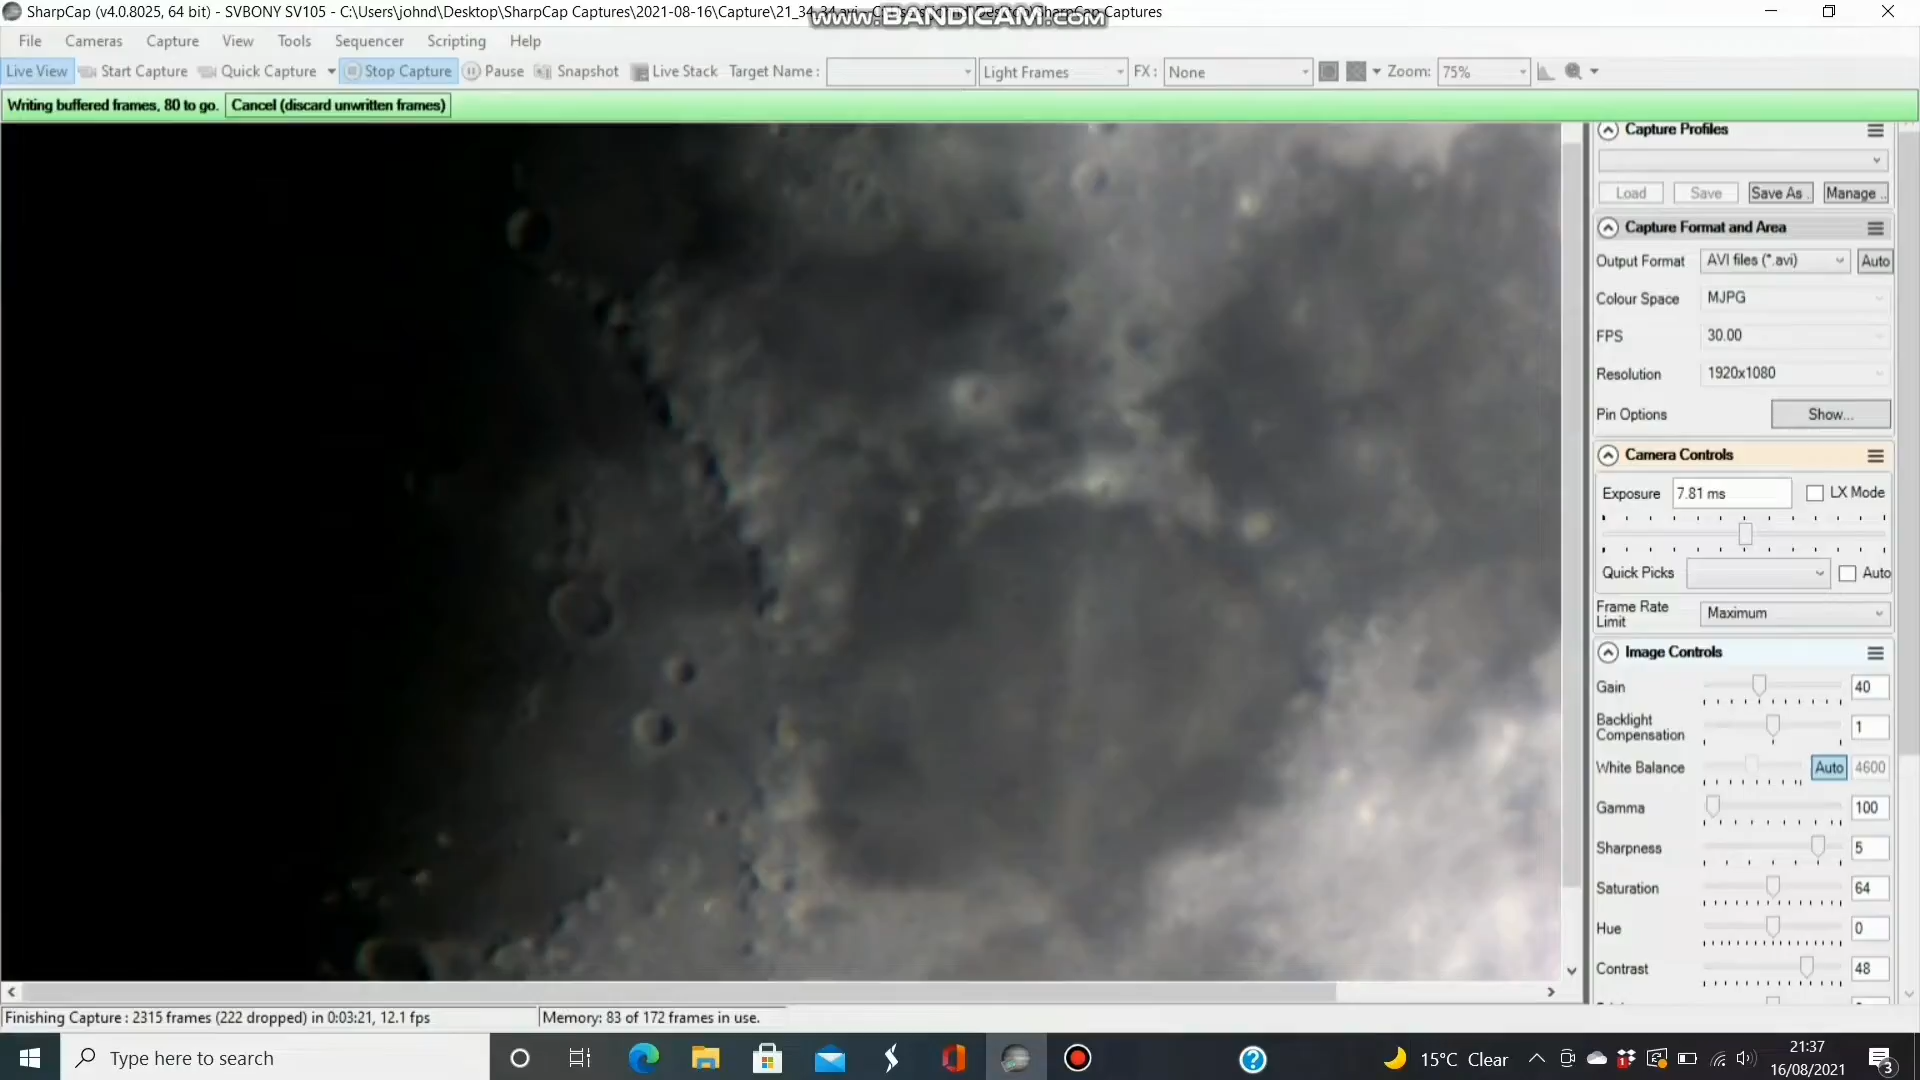 SharpCap (v4.0.8025, 64 bit) - SVBONY SV105 - C:\Users\johnd\Desktop\SharpCap Captures\2021-08-16\Capture\21_34_34.avi - C:\Users\johnd\Desktop\SharpCap Captures
www.BANDICAM.com
File Cameras Capture View Tools Sequencer Scripting Help
Live View Start Capture Quick Capture Stop Capture Pause Snapshot Live Stack Target Name : Light Frames FX : None Zoom: 75%
Writing buffered frames, 80 to go. Cancel (discard unwritten frames)
Capture Profiles
Load Save Save As . Manage ..
Capture Format and Area
Output Format AVI files (*.avi) Auto
Colour Space MJPG
FPS 30.00
Resolution 1920x1080
Pin Options Show...
Camera Controls
Exposure 7.81 ms LX Mode
Quick Picks Auto
Frame Rate Limit Maximum
Image Controls
Gain 40
Backlight Compensation 1
White Balance Auto 4600
Gamma 100
Sharpness 5
Saturation 64
Hue 0
Contrast 48
Finishing Capture : 2315 frames (222 dropped) in 0:03:21, 12.1 fps Memory: 83 of 172 frames in use.
Type here to search
15°C Clear
21:37
16/08/2021
3